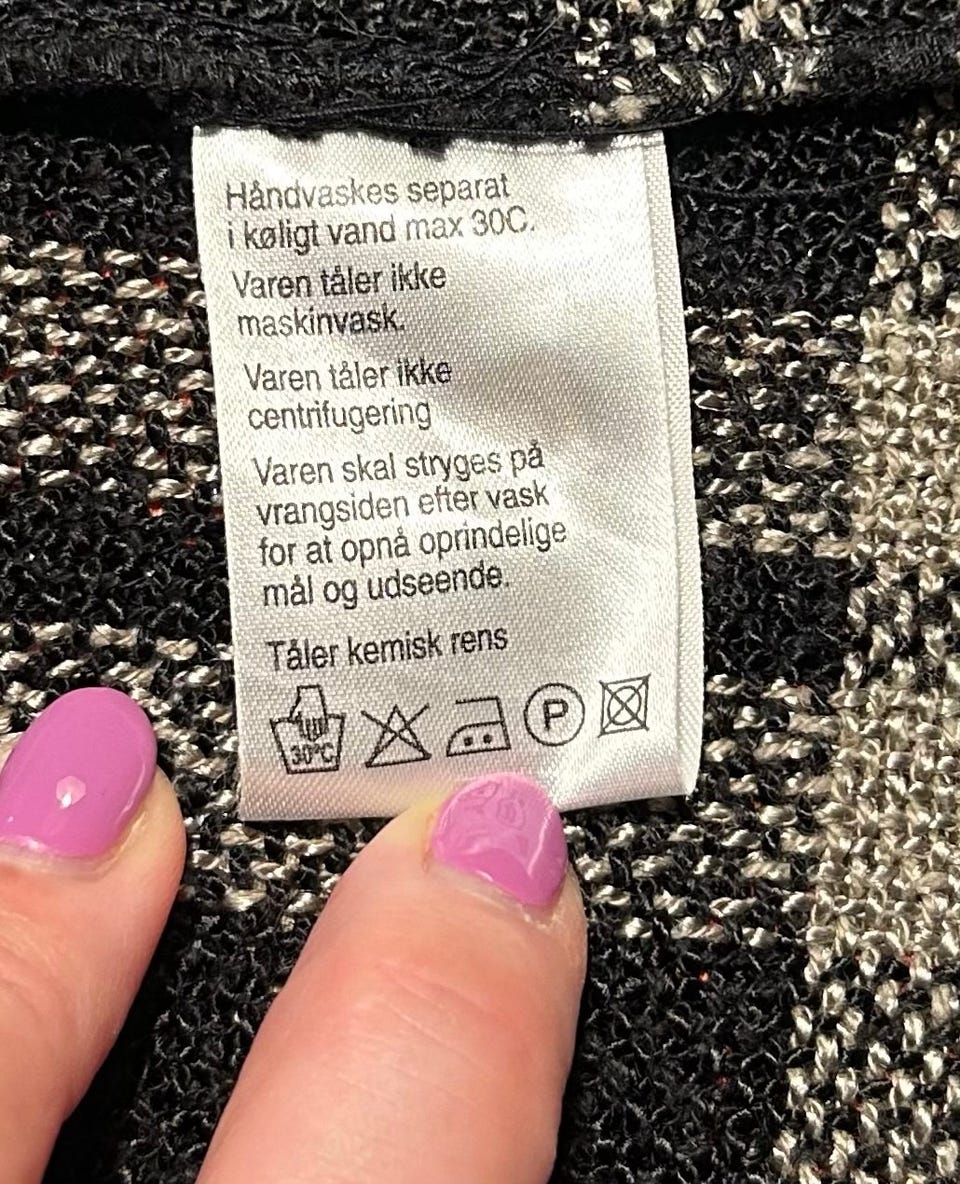 Håndvaskes separat
i køligt vand max 30C.
Varen tåler ikke
maskinvask.
Varen tåler ikke
centrifugering
Varen skal stryges på
vrangsiden efter vask
for at opnå oprindelige
mål og udseende.
Tåler kemisk rens
30°C P